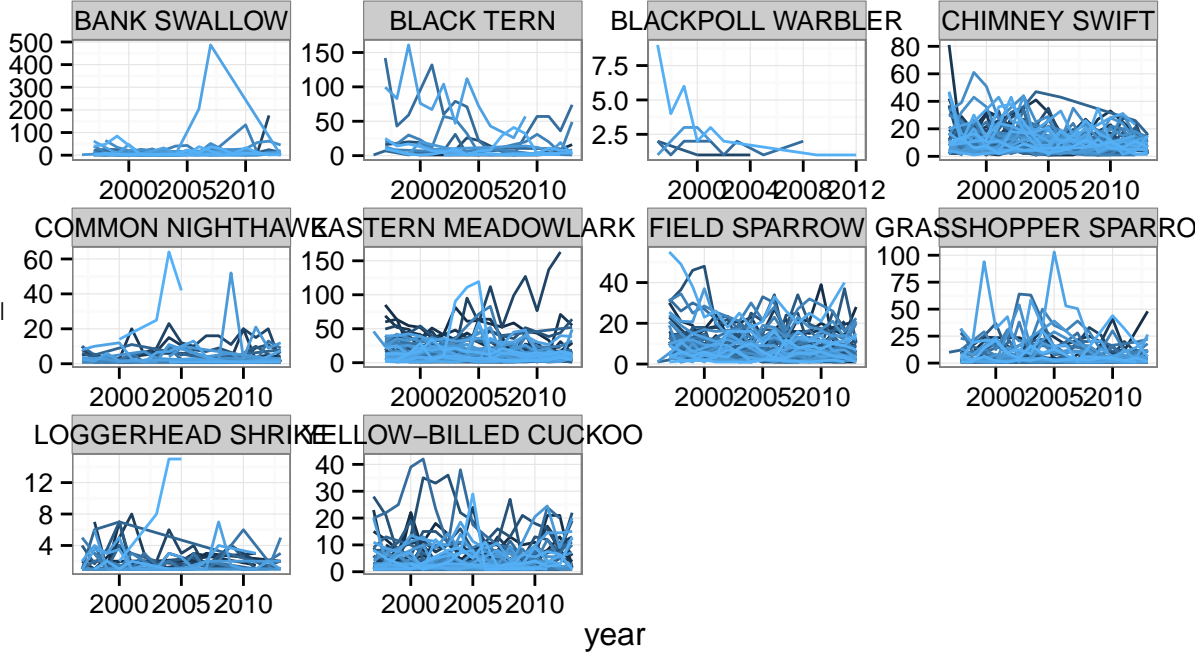 BANK SWALLOW BLACK TERN BLACKPOLL WARBLER CHIMNEY SWIFT
500 400 300 200 100 0
150 100 50 0
7.5 5.0 2.5
80 60 40 20 0
2000 2005 2010 2000 2005 2010 2000 2004 2008 2012 2000 2005 2010
COMMON NIGHTHAWK EASTERN MEADOWLARK FIELD SPARROW GRASSHOPPER SPARRO
60 40 20 0
150 100 50 0
40 20 0
100 75 50 25 0
2000 2005 2010 2000 2005 2010 2000 2005 2010 2000 2005 2010
LOGGERHEAD SHRIKE YELLOW−BILLED CUCKOO
12 8 4
40 30 20 10 0
2000 2005 2010 2000 2005 2010
year